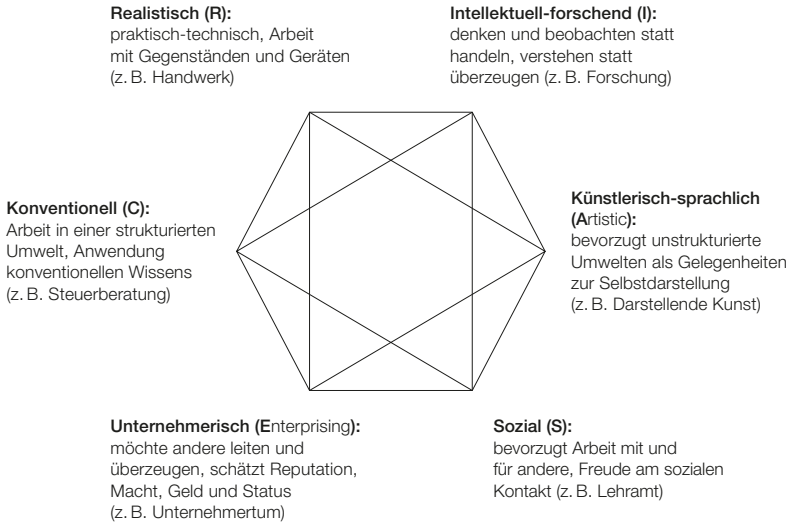 Realistisch (R):
praktisch-technisch, Arbeit
mit Gegenständen und Geräten
(z. B. Handwerk)
Intellektuell-forschend (I):
denken und beobachten statt
handeln, verstehen statt
überzeugen (z. B. Forschung)
Konventionell (C):
Arbeit in einer strukturierten
Umwelt, Anwendung
konventionellen Wissens
(z. B. Steuerberatung)
Künstlerisch-sprachlich
(Artistic):
bevorzugt unstrukturierte
Umwelten als Gelegenheiten
zur Selbstdarstellung
(z. B. Darstellende Kunst)
Unternehmerisch (Enterprising):
möchte andere leiten und
überzeugen, schätzt Reputation,
Macht, Geld und Status
(z. B. Unternehmertum)
Sozial (S):
bevorzugt Arbeit mit und
für andere, Freude am sozialen
Kontakt (z. B. Lehramt)